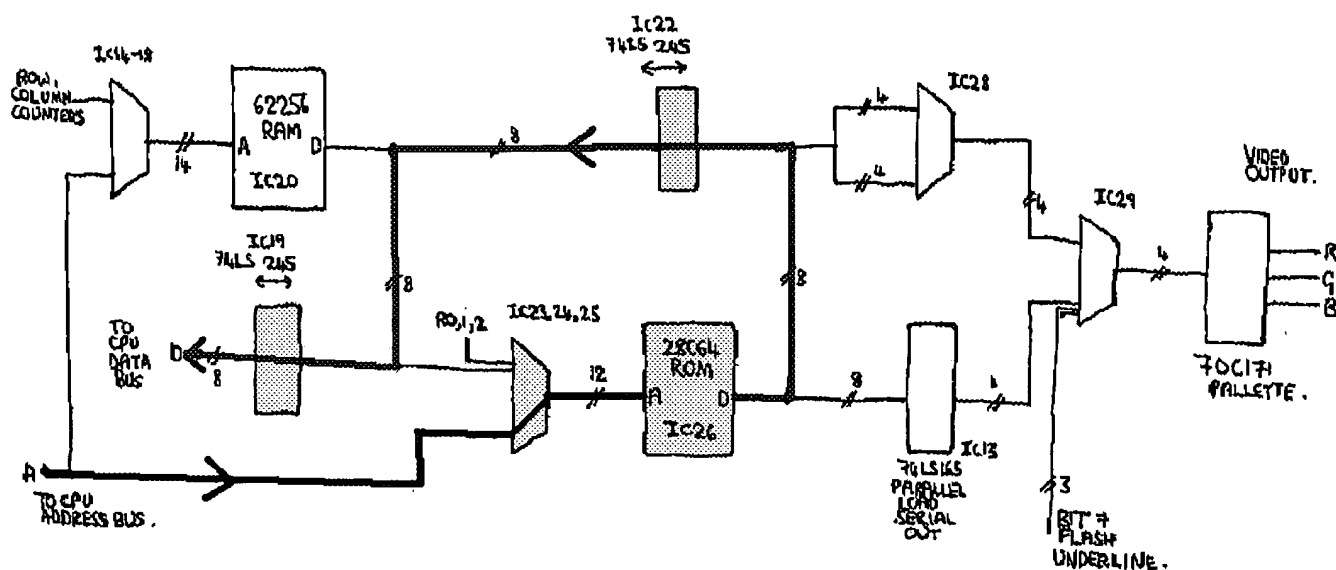 IC14-18
ROW,
COLUMN
COUNTERS
14
A
62256
RAM
D
IC20
8
IC22
74LS 245
4
4
IC28
4
IC29
VIDEO
OUTPUT.
4
R
G
B
70C171
PALLETTE.
IC19
74LS 245
TO
CPU
DATA
BUS
D
8
8
R0,1,2
IC23,24,25
12
28C64
ROM
A
D
IC26
8
8
IC13
74LS165
PARALLEL
LOAD
SERIAL
OUT
1
3
BIT 7
FLASH
UNDERLINE.
A
TO CPU
ADDRESS BUS.